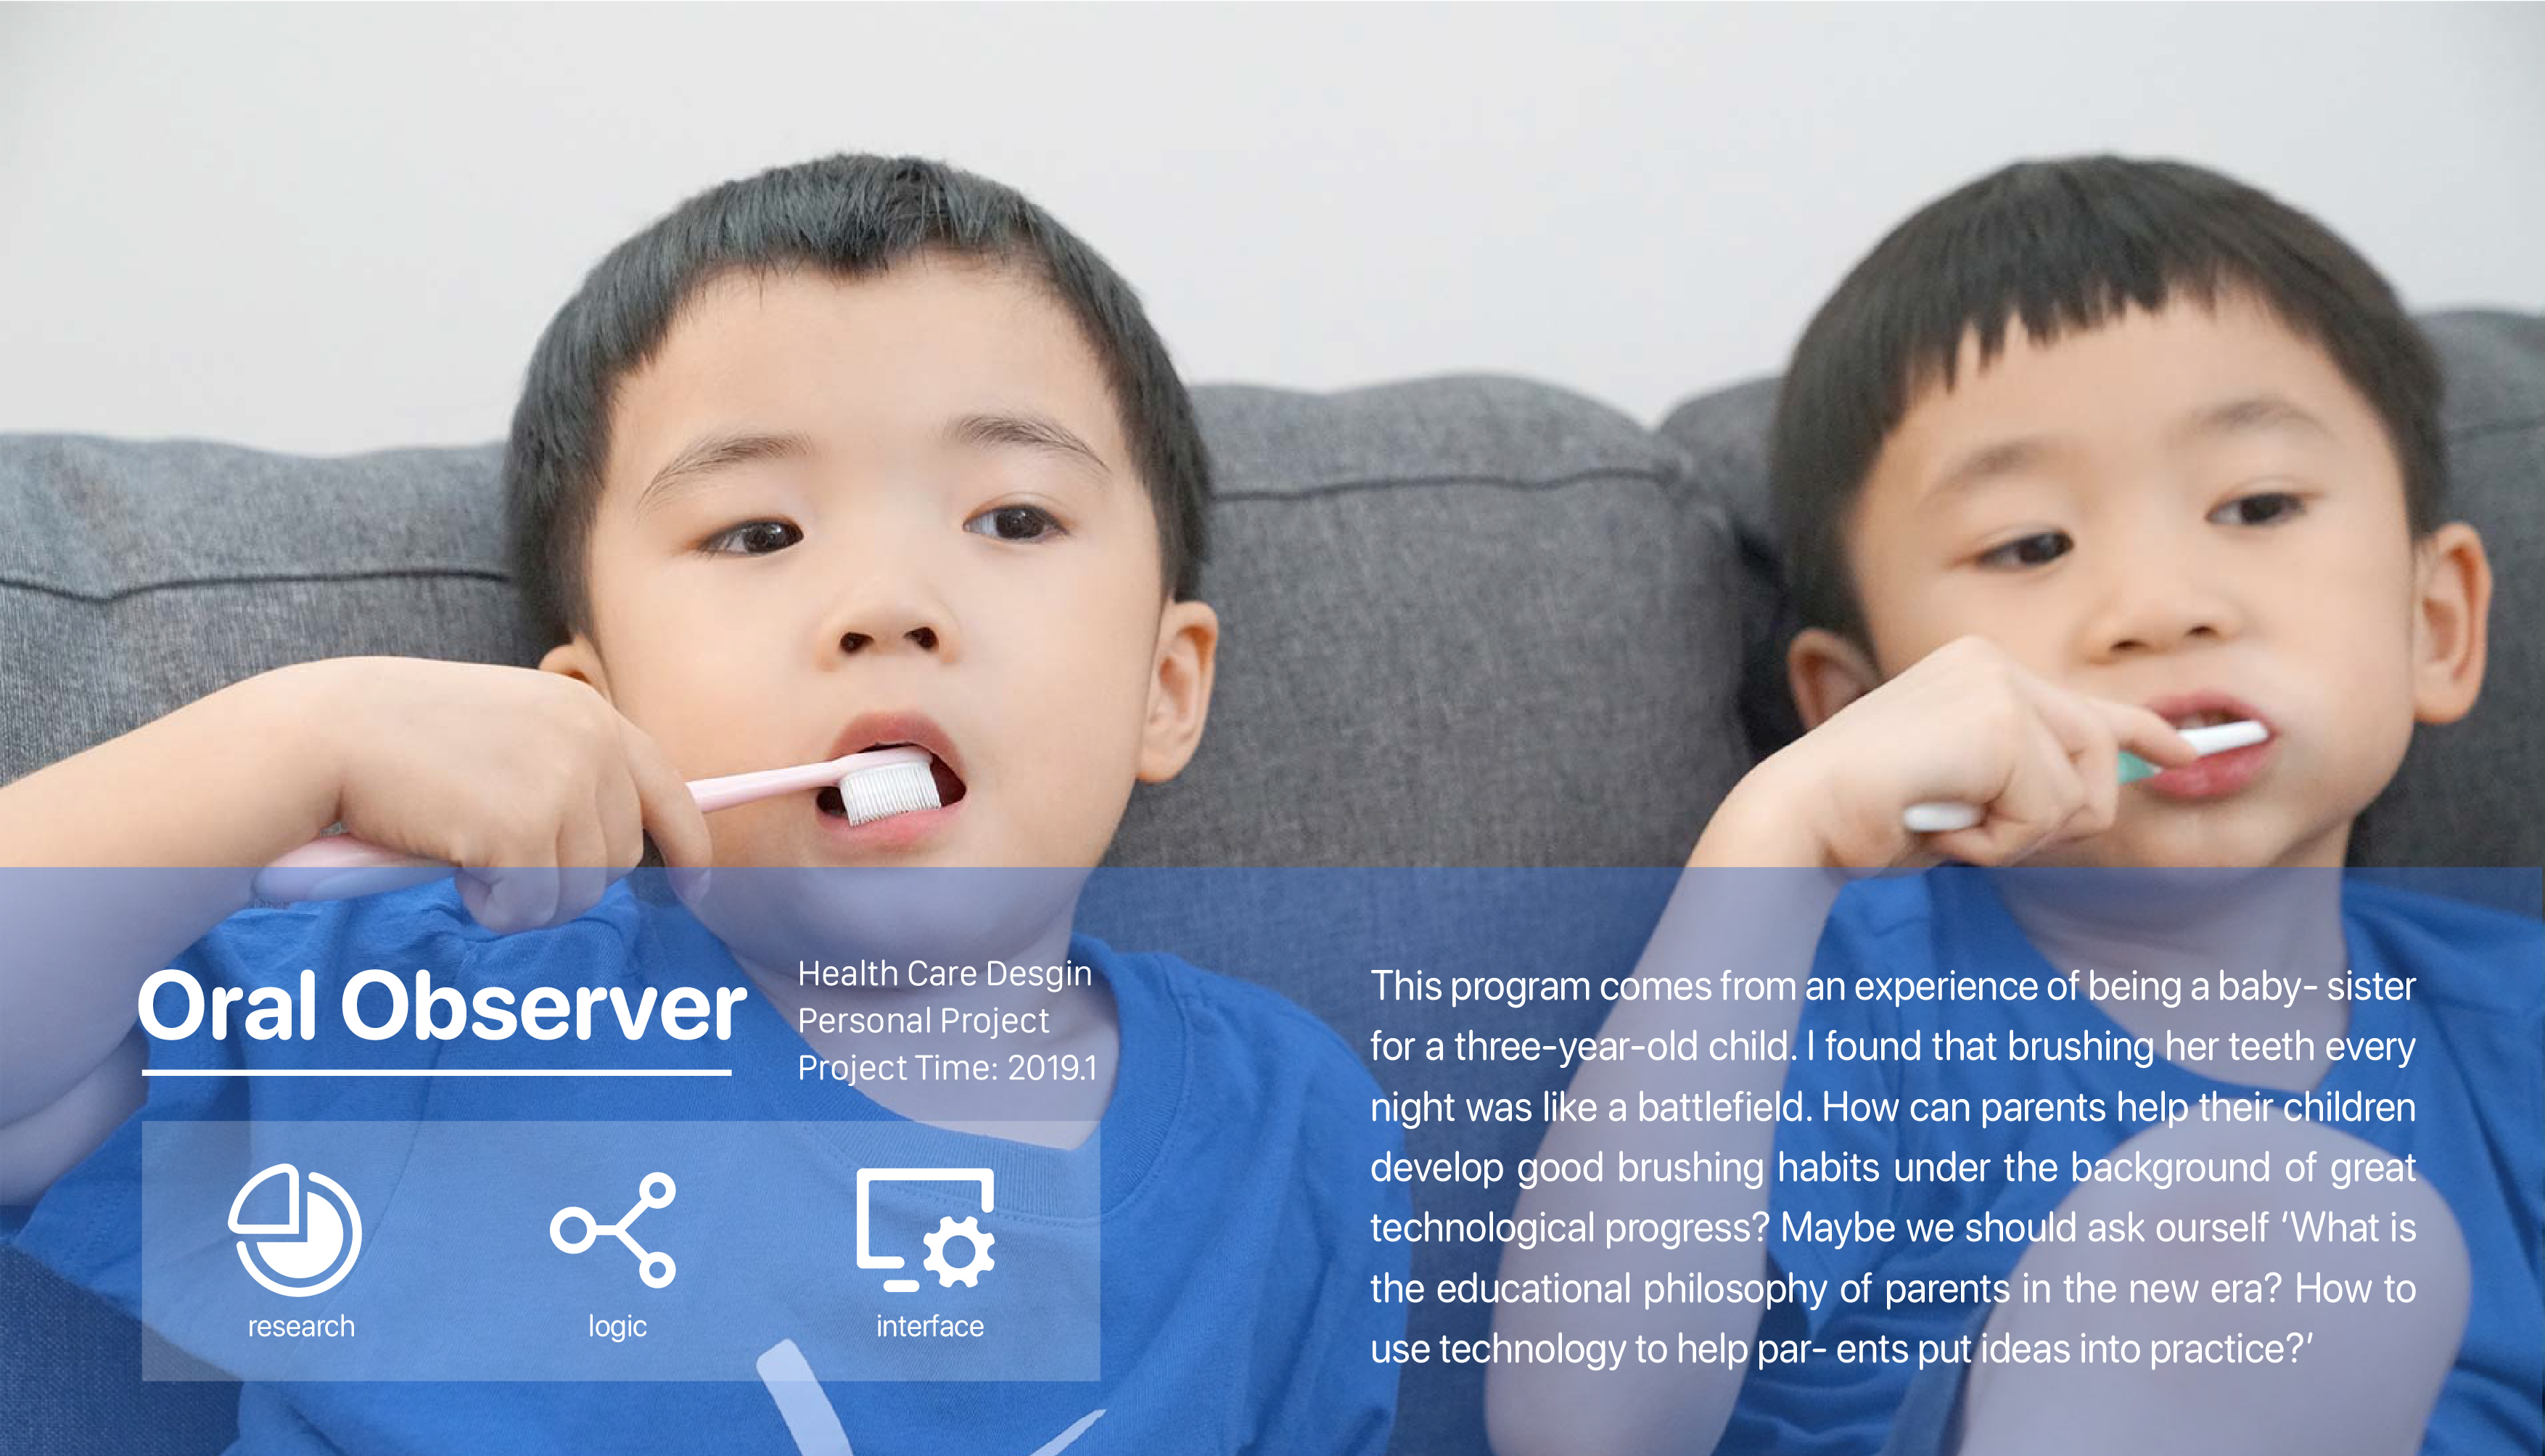 Oral Observer
Health Care Desgin
Personal Project
Project Time: 2019.1
research
logic
interface
This program comes from an experience of being a baby- sister
for a three-year-old child. I found that brushing her teeth every
night was like a battlefield. How can parents help their children
develop good brushing habits under the background of great
technological progress? Maybe we should ask ourself ‘What is
the educational philosophy of parents in the new era? How to
use technology to help par- ents put ideas into practice?’